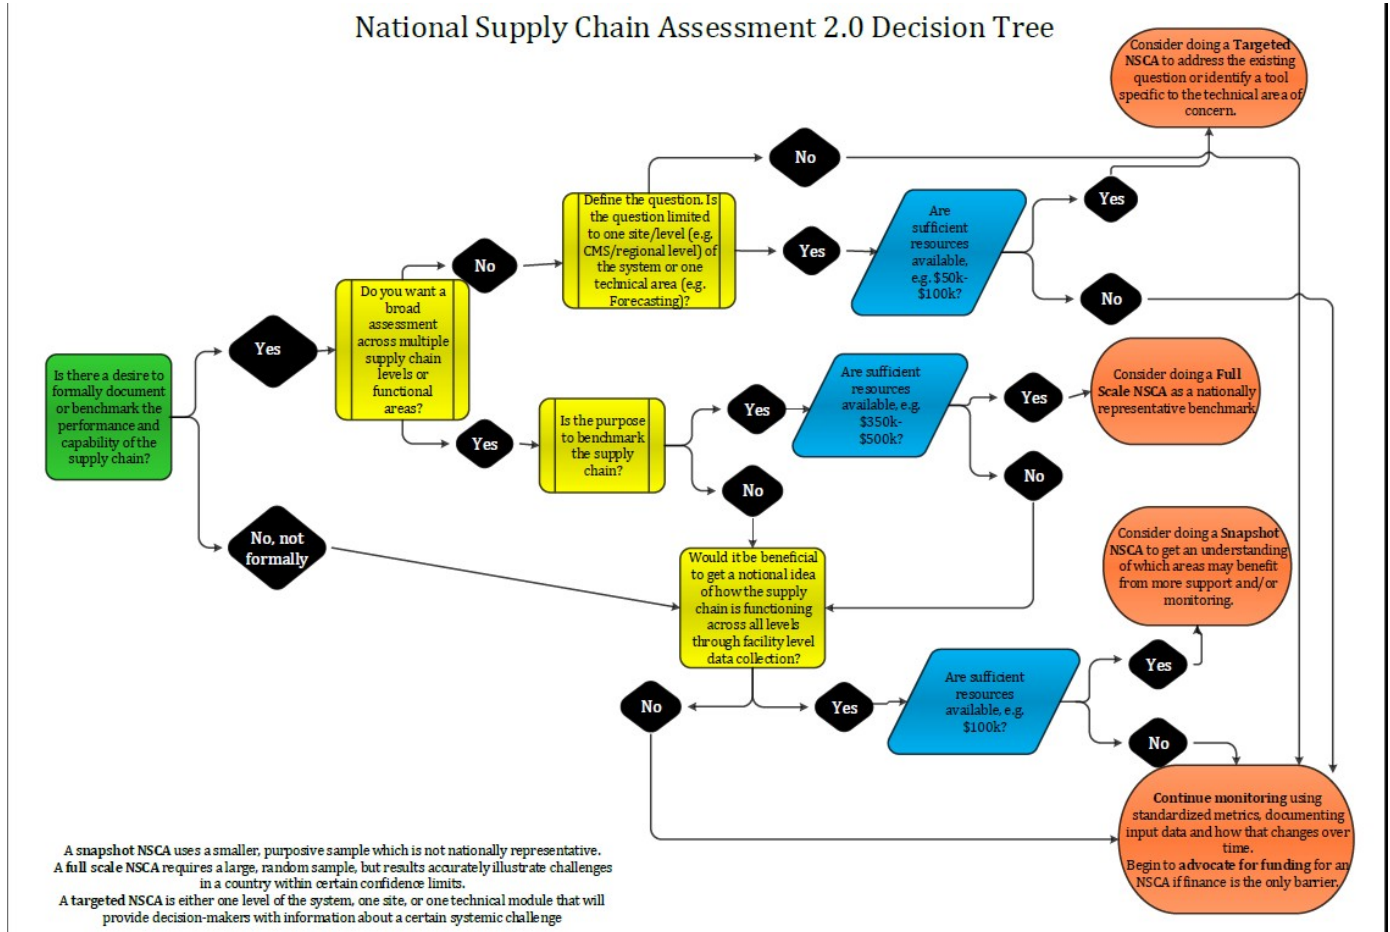 National Supply Chain Assessment 2.0 Decision Tree
Consider doing a Targeted
NSCA to address the existing
question or identify a tool
specific to the technical area of
concern.
No
Define the question. Is
the question limited
to one site/level (e.g.
CMS/regional level) of
the system or one
technical area (e.g.
Forecasting)?
Yes
Are
sufficient
resources
available,
e.g. $50k-
$100k?
Yes
No
No
Do you want a
broad
assessment
across multiple
supply chain
levels or
functional
areas?
Yes
Is there a desire to
formally document
or benchmark the
performance and
capability of the
supply chain?
Yes
Is the purpose
to benchmark
the supply
chain?
Yes
Are sufficient
resources
available, e.g.
$350k-
$500k?
Yes
Consider doing a Full
Scale NSCA as a nationally
representative benchmark
No
No
No, not
formally
Would it be beneficial
to get a notional idea
of how the supply
chain is functioning
across all levels
through facility level
data collection?
Consider doing a Snapshot
NSCA to get an understanding
of which areas may benefit
from more support and/or
monitoring.
No
Yes
Are sufficient
resources
available, e.g.
$100k?
Yes
No
Continue monitoring using
standardized metrics, documenting
input data and how that changes over
time.
Begin to advocate for funding for an
NSCA if finance is the only barrier.
A snapshot NSCA uses a smaller, purposive sample which is not nationally representative.
A full scale NSCA requires a large, random sample, but results accurately illustrate challenges
in a country within certain confidence limits.
A targeted NSCA is either one level of the system, one site, or one technical module that will
provide decision-makers with information about a certain systemic challenge